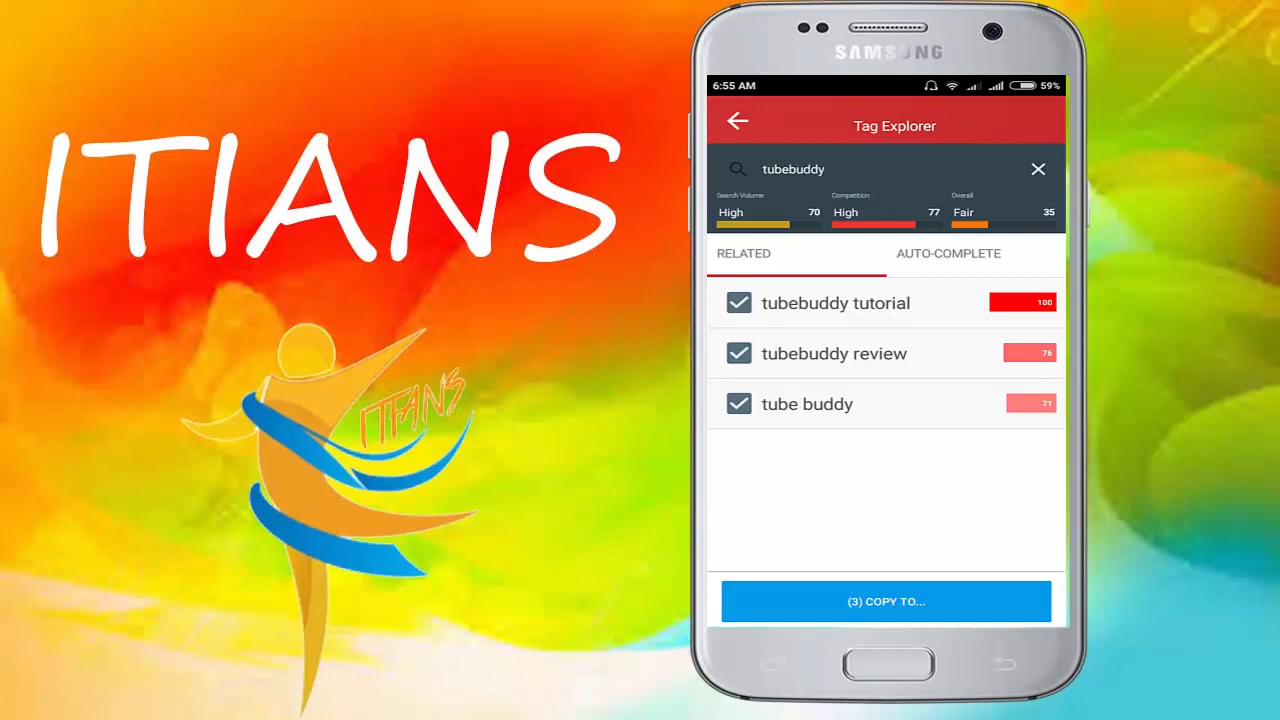 ITIANS
ITIANS
SAMSUNG
6:55 AM 59%
Tag Explorer
tubebuddy
Search Volume Competition Overall
High 70 High 77 Fair 35
RELATED AUTO-COMPLETE
tubebuddy tutorial 100
tubebuddy review 76
tube buddy 71
(3) COPY TO...